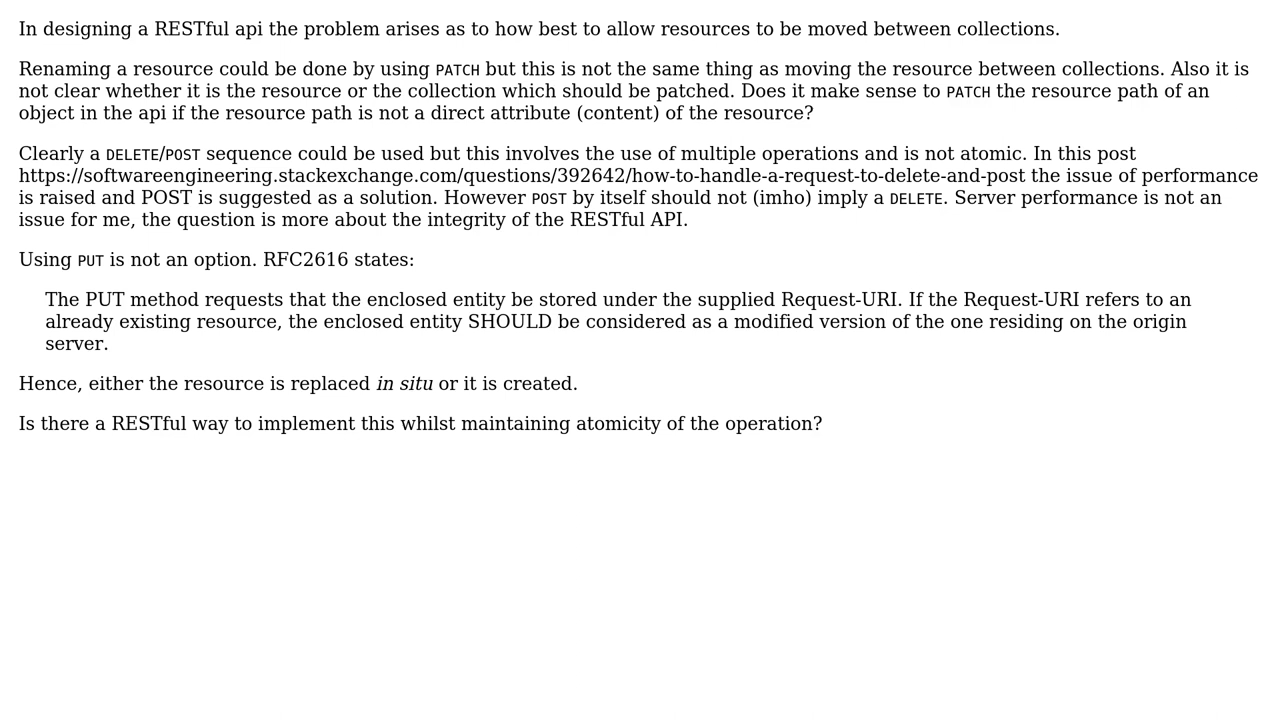 In designing a RESTful api the problem arises as to how best to allow resources to be moved between collections.
Renaming a resource could be done by using PATCH but this is not the same thing as moving the resource between collections. Also it is
not clear whether it is the resource or the collection which should be patched. Does it make sense to PATCH the resource path of an
object in the api if the resource path is not a direct attribute (content) of the resource?
Clearly a DELETE/POST sequence could be used but this involves the use of multiple operations and is not atomic. In this post
https://softwareengineering.stackexchange.com/questions/392642/how-to-handle-a-request-to-delete-and-post the issue of performance
is raised and POST is suggested as a solution. However POST by itself should not (imho) imply a DELETE. Server performance is not an
issue for me, the question is more about the integrity of the RESTful API.
Using PUT is not an option. RFC2616 states:
The PUT method requests that the enclosed entity be stored under the supplied Request-URI. If the Request-URI refers to an
already existing resource, the enclosed entity SHOULD be considered as a modified version of the one residing on the origin
server.
Hence, either the resource is replaced in situ or it is created.
Is there a RESTful way to implement this whilst maintaining atomicity of the operation?